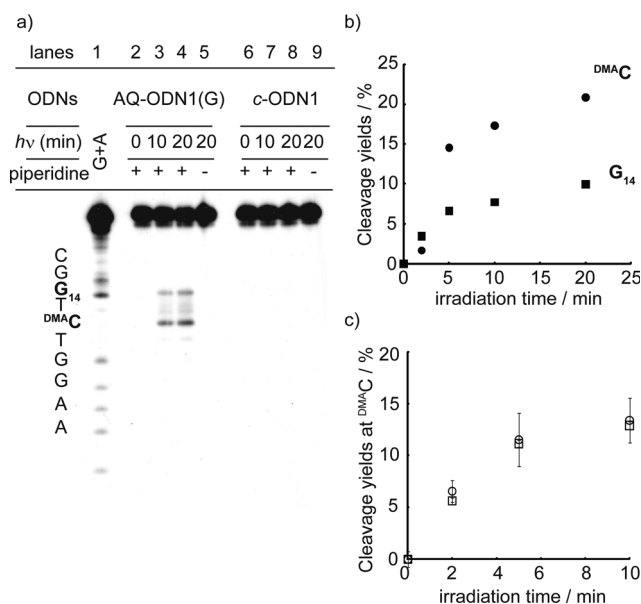 a)
lanes 1 2 3 4 5 6 7 8 9
ODNs AQ-ODN1(G) c-ODN1
hν (min) G+A 0 10 20 20 0 10 20 20
piperidine + + + - + + + -
C
G
G14
T
DMAC
T
G
G
A
A
b)
Cleavage yields / %
25
20
15
10
5
0
DMAC
G14
0 5 10 15 20 25
irradiation time / min
c)
Cleavage yields at DMAC / %
20
15
10
5
0
0 2 4 6 8 10
irradiation time / min